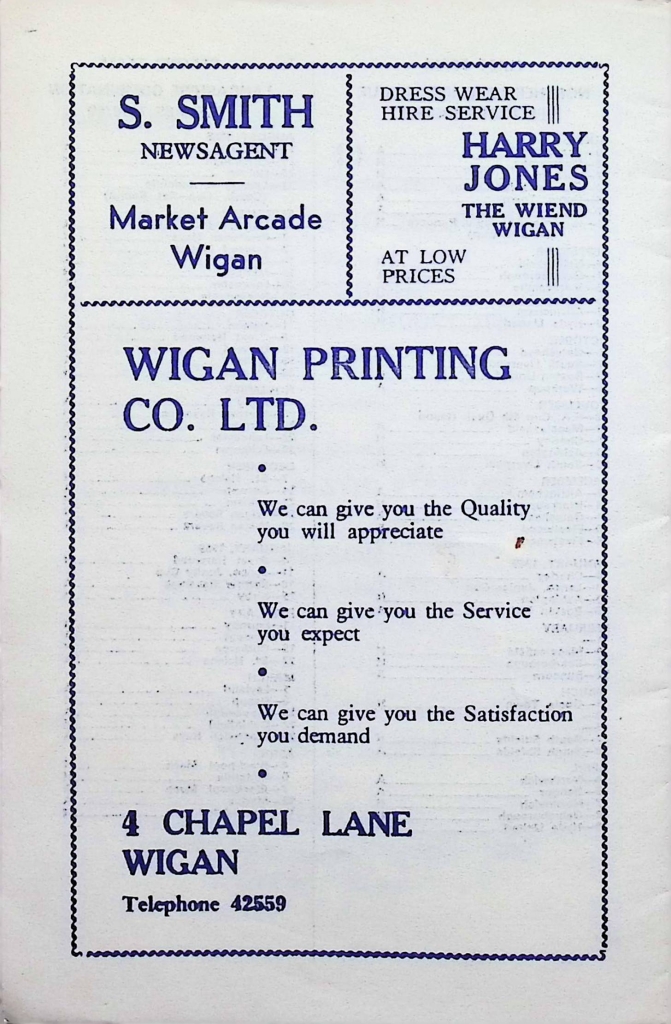 S. SMITH
NEWSAGENT
Market Arcade
Wigan
DRESS WEAR
HIRE SERVICE
HARRY
JONES
THE WIEND
WIGAN
AT LOW
PRICES
WIGAN PRINTING
CO. LTD.
We can give you the Quality
you will appreciate
We can give you the Service
you expect
We can give you the Satisfaction
you demand
4 CHAPEL LANE
WIGAN
Telephone 42559